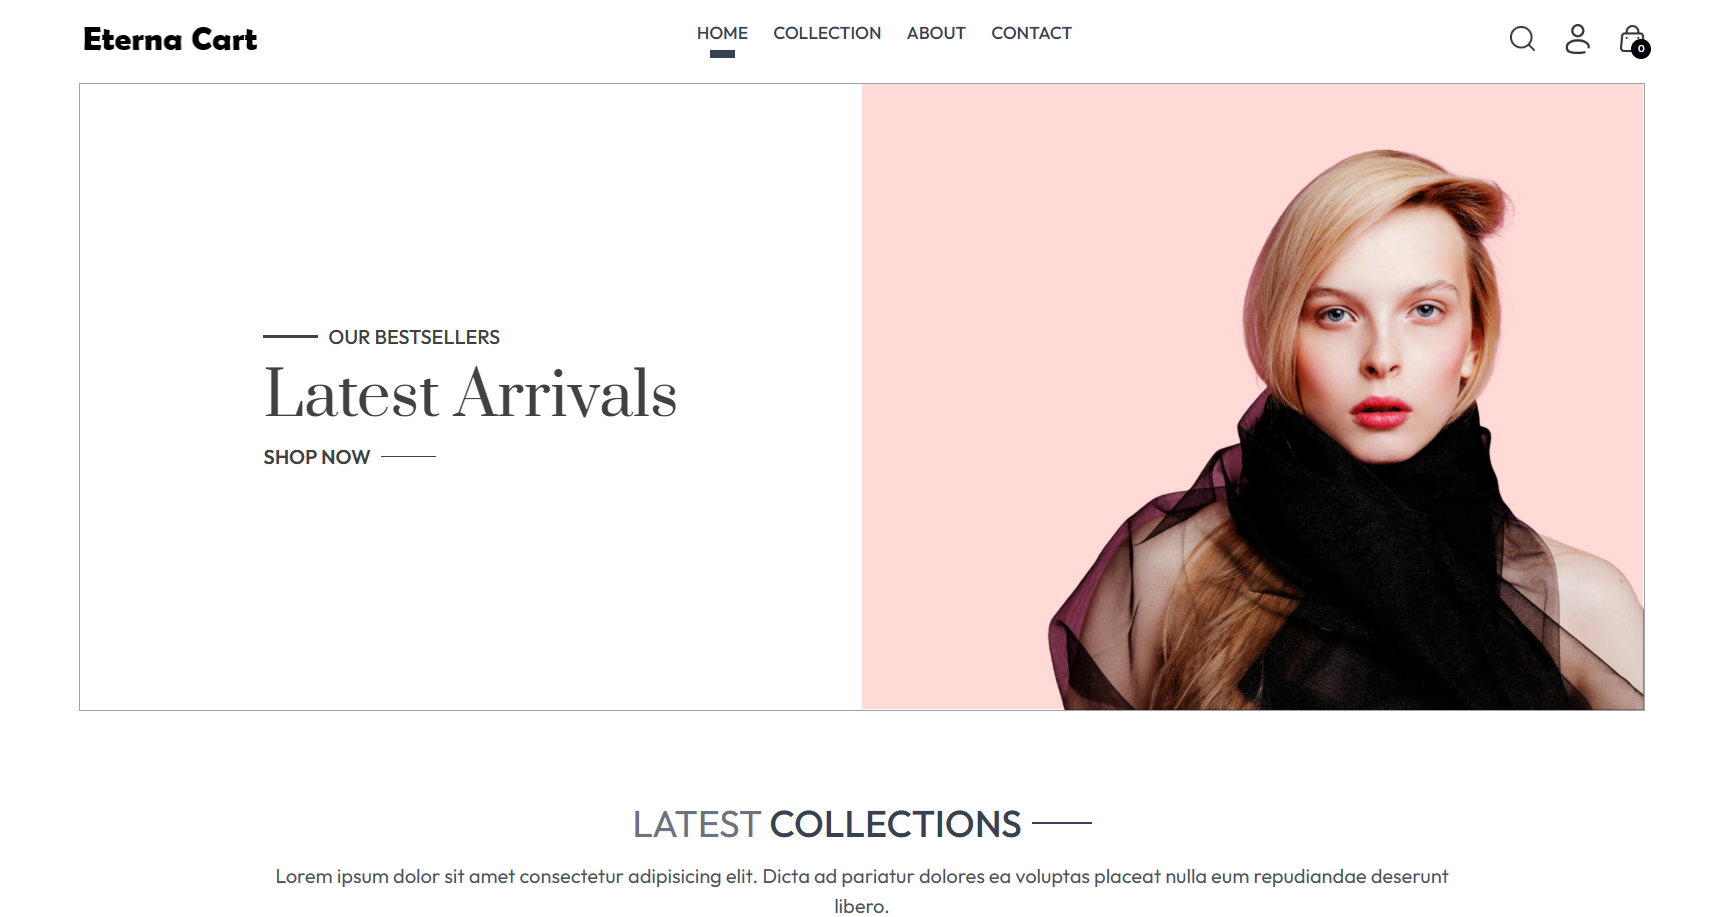 Eterna Cart
HOME COLLECTION ABOUT CONTACT
0
OUR BESTSELLERS
Latest Arrivals
SHOP NOW
LATEST COLLECTIONS
Lorem ipsum dolor sit amet consectetur adipisicing elit. Dicta ad pariatur dolores ea voluptas placeat nulla eum repudiandae deserunt
libero.